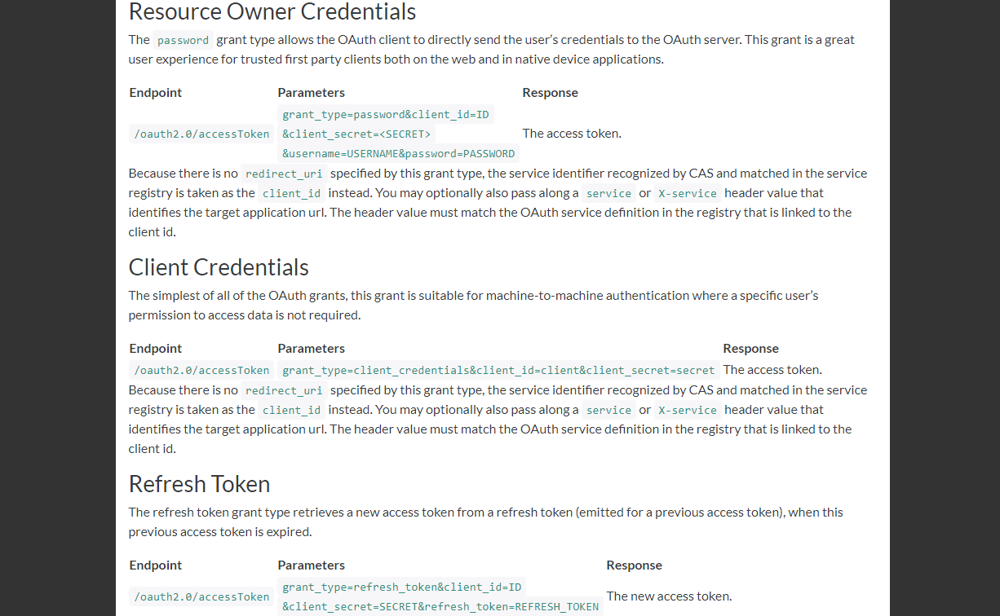 Resource Owner Credentials
The password grant type allows the OAuth client to directly send the user’s credentials to the OAuth server. This grant is a great
user experience for trusted first party clients both on the web and in native device applications.
Endpoint Parameters Response
grant_type=password&client_id=ID
/oauth2.0/accessToken &client_secret=<SECRET> The access token.
&username=USERNAME&password=PASSWORD
Because there is no redirect_uri specified by this grant type, the service identifier recognized by CAS and matched in the service
registry is taken as the client_id instead. You may optionally also pass along a service or X-service header value that
identifies the target application url. The header value must match the OAuth service definition in the registry that is linked to the
client id.
Client Credentials
The simplest of all of the OAuth grants, this grant is suitable for machine-to-machine authentication where a specific user’s
permission to access data is not required.
Endpoint Parameters Response
/oauth2.0/accessToken grant_type=client_credentials&client_id=client&client_secret=secret The access token.
Because there is no redirect_uri specified by this grant type, the service identifier recognized by CAS and matched in the service
registry is taken as the client_id instead. You may optionally also pass along a service or X-service header value that
identifies the target application url. The header value must match the OAuth service definition in the registry that is linked to the
client id.
Refresh Token
The refresh token grant type retrieves a new access token from a refresh token (emitted for a previous access token), when this
previous access token is expired.
Endpoint Parameters Response
grant_type=refresh_token&client_id=ID
/oauth2.0/accessToken The new access token.
&client_secret=SECRET&refresh_token=REFRESH_TOKEN